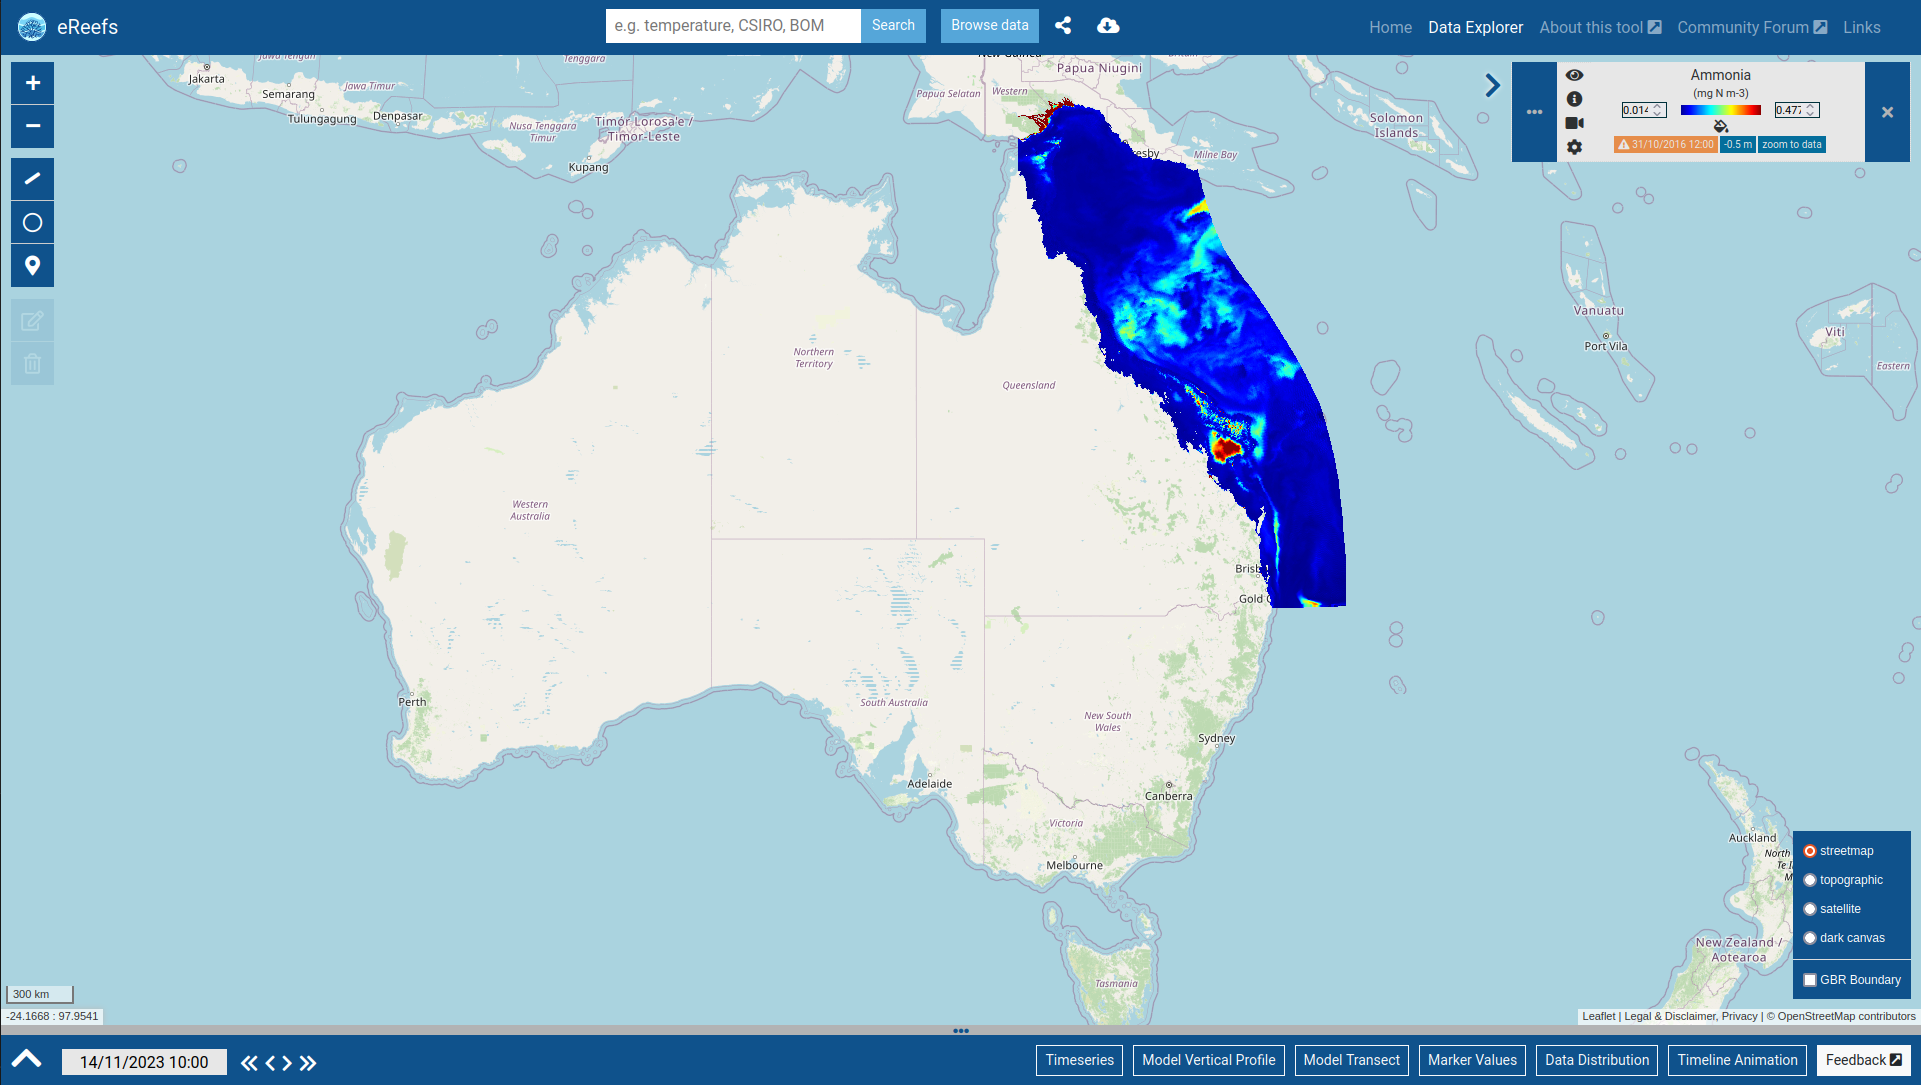 eReefs
e.g. temperature, CSIRO, BOM
Search
Browse data
Home
Data Explorer
About this tool
Community Forum
Links
+
−
Ammonia
(mg N m-3)
0.014
0.477
31/10/2016 12:00
-0.5 m
zoom to data
Tenggara
Jakarta
Jawa Timur
Semarang
Tulungagung
Denpasar
Nusa Tenggara
Timur
Timór Lorosa'e /
Timor-Leste
Kupang
Papua Selatan
Western
Papua Niugini
Milne Bay
Solomon
Islands
Vanuatu
Port Vila
Viti
Eastern
Northern
Territory
Queensland
Western
Australia
South Australia
New South
Wales
Victoria
Tasmania
Perth
Adelaide
Melbourne
Canberra
Sydney
Gold
Auckland
North
New Zealand /
Aotearoa
streetmap
topographic
satellite
dark canvas
GBR Boundary
300 km
-24.1668 : 97.9541
Leaflet | Legal & Disclaimer, Privacy | © OpenStreetMap contributors
14/11/2023 10:00
Timeseries
Model Vertical Profile
Model Transect
Marker Values
Data Distribution
Timeline Animation
Feedback